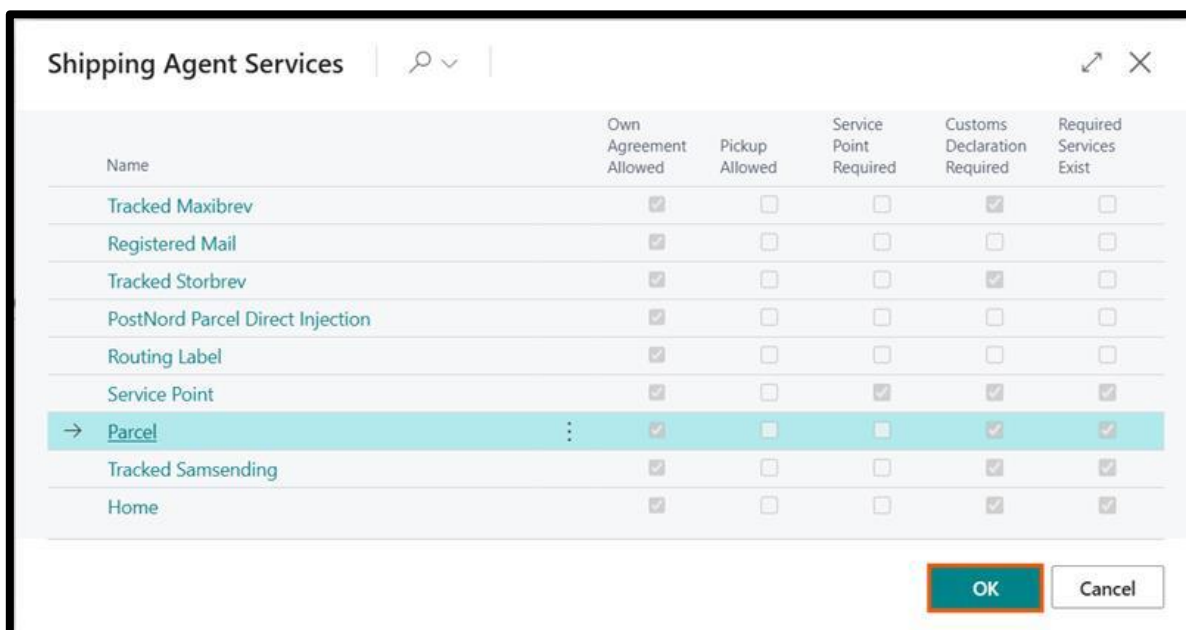 Shipping Agent Services
Own Agreement Allowed
Pickup Allowed
Service Point Required
Customs Declaration Required
Required Services Exist
Name
Tracked Maxibrev
Registered Mail
Tracked Storbrev
PostNord Parcel Direct Injection
Routing Label
Service Point
Parcel
Tracked Samsending
Home
OK
Cancel